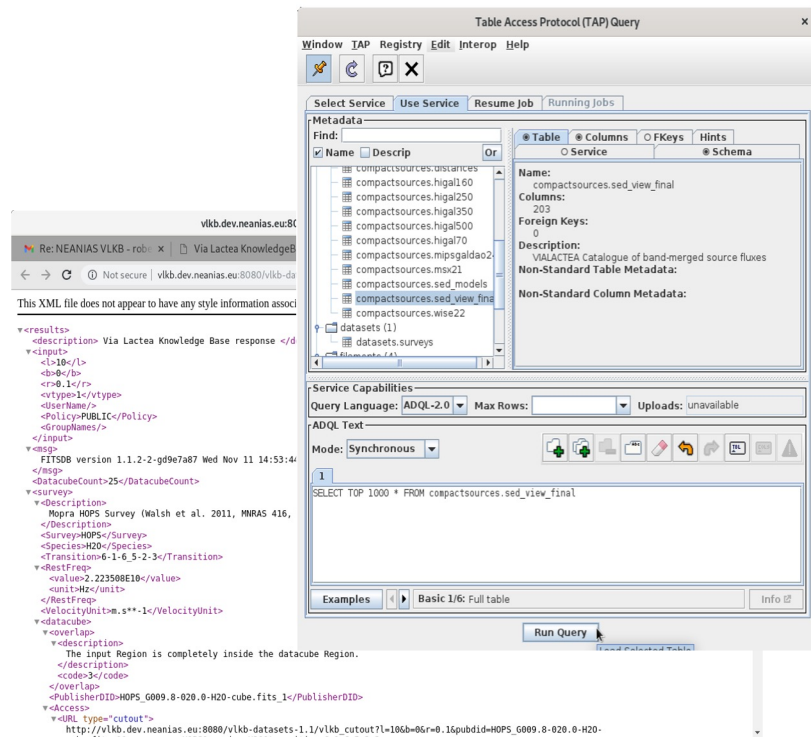 Table Access Protocol (TAP) Query
Window TAP Registry Edit Interop Help
Select Service Use Service Resume Job Running Jobs
Metadata
Find:
Name Descrip Or
compactsources.distances
compactsources.higal160
compactsources.higal250
compactsources.higal350
compactsources.higal500
compactsources.higal70
compactsources.mipsgaldao2
compactsources.msx21
compactsources.sed_models
compactsources.sed_view_fina
compactsources.wise22
datasets (1)
datasets.surveys
filaments (4)
Table Columns FKeys Hints
Service Schema
Name:
compactsources.sed_view_final
Columns:
203
Foreign Keys:
0
Description:
VIALACTEA Catalogue of band-merged source fluxes
Non-Standard Table Metadata:
Non-Standard Column Metadata:
Service Capabilities
Query Language: ADQL-2.0 Max Rows: Uploads: unavailable
ADQL Text
Mode: Synchronous
1
SELECT TOP 1000 * FROM compactsources.sed_view_final
Examples Basic 1/6: Full table Info
Run Query
Load Selected Table
vlkb.dev.neanias.eu:80
Re: NEANIAS VLKB - robe × Via Lactea KnowledgeB
Not secure | vlkb.dev.neanias.eu:8080/vlkb-da
This XML file does not appear to have any style information associ
<results>
<description> Via Lactea Knowledge Base response </d
<input>
<l>10</l>
<b>0</b>
<r>0.1</r>
<vtype>1</vtype>
<UserName/>
<Policy>PUBLIC</Policy>
<GroupNames/>
</input>
<msg>
FITSDB version 1.1.2-2-gd9e7a87 Wed Nov 11 14:53:44
</msg>
<DatacubeCount>25</DatacubeCount>
<survey>
<Description>
Mopra HOPS Survey (Walsh et al. 2011, MNRAS 416,
</Description>
<Survey>HOPS</Survey>
<Species>H2O</Species>
<Transition>6-1-6_5-2-3</Transition>
<RestFreq>
<value>2.223508E10</value>
<unit>Hz</unit>
</RestFreq>
<VelocityUnit>m.s**-1</VelocityUnit>
<datacube>
<overlap>
<description>
The input Region is completely inside the datacube Region.
</description>
<code>3</code>
</overlap>
<PublisherDID>HOPS_G009.8-020.0-H2O-cube.fits_1</PublisherDID>
<Access>
<URL type="cutout">
http://vlkb.dev.neanias.eu:8080/vlkb-datasets-1.1/vlkb_cutout?l=10&b=0&r=0.1&pubdid=HOPS_G009.8-020.0-H2O-